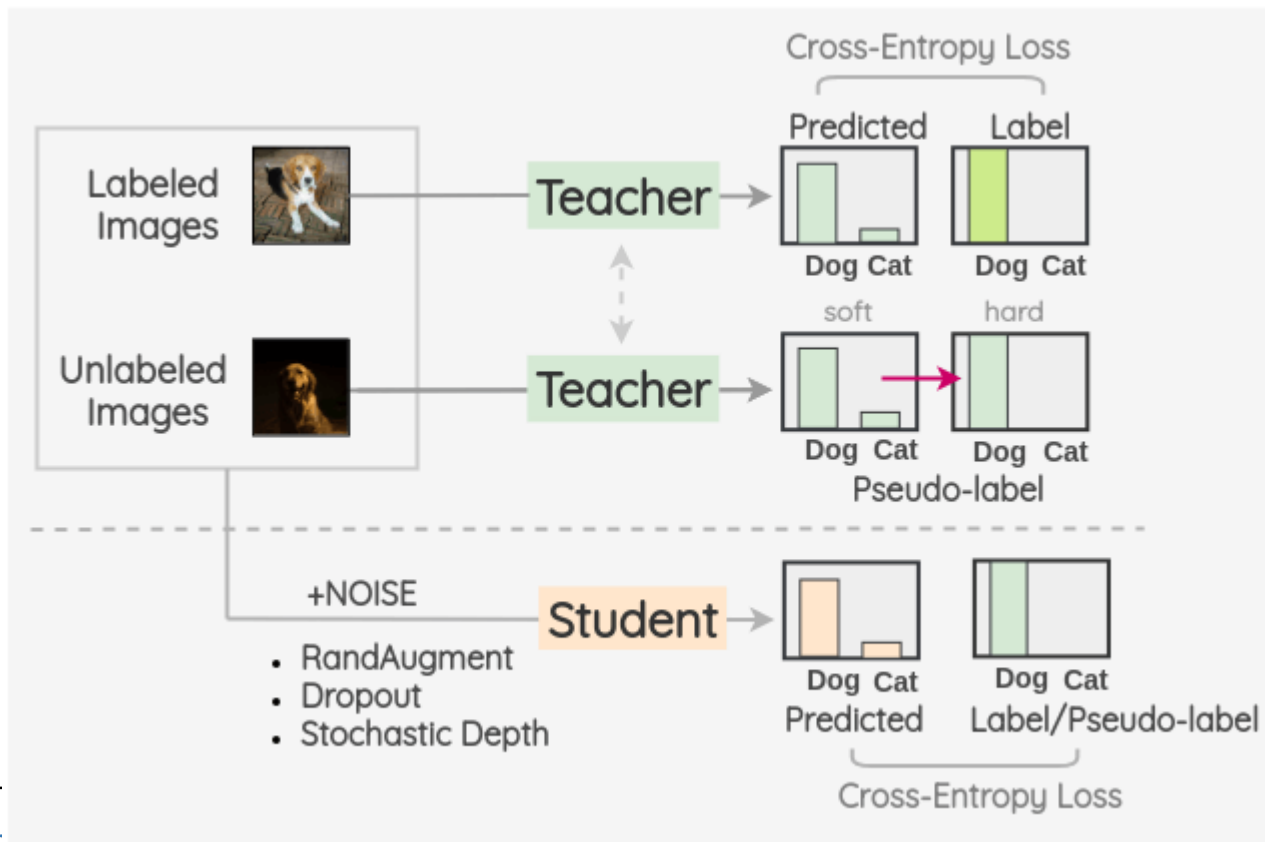 Cross-Entropy Loss
Predicted
Label
Labeled
Images
Teacher
Dog Cat
Dog Cat
soft
hard
Unlabeled
Images
Teacher
Dog Cat
Dog Cat
Pseudo-label
+NOISE
Student
• RandAugment
• Dropout
• Stochastic Depth
Dog Cat
Dog Cat
Predicted
Label/Pseudo-label
Cross-Entropy Loss